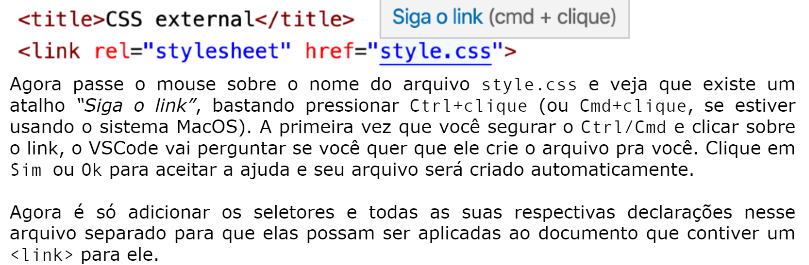 <title>CSS external</title>
Siga o link (cmd + clique)
<link rel="stylesheet" href="style.css">
Agora passe o mouse sobre o nome do arquivo style.css e veja que existe um
atalho “Siga o link”, bastando pressionar Ctrl+clique (ou Cmd+clique, se estiver
usando o sistema MacOS). A primeira vez que você segurar o Ctrl/Cmd e clicar sobre
o link, o VSCode vai perguntar se você quer que ele crie o arquivo pra você. Clique em
Sim ou Ok para aceitar a ajuda e seu arquivo será criado automaticamente.
Agora é só adicionar os seletores e todas as suas respectivas declarações nesse
arquivo separado para que elas possam ser aplicadas ao documento que contiver um
<link> para ele.